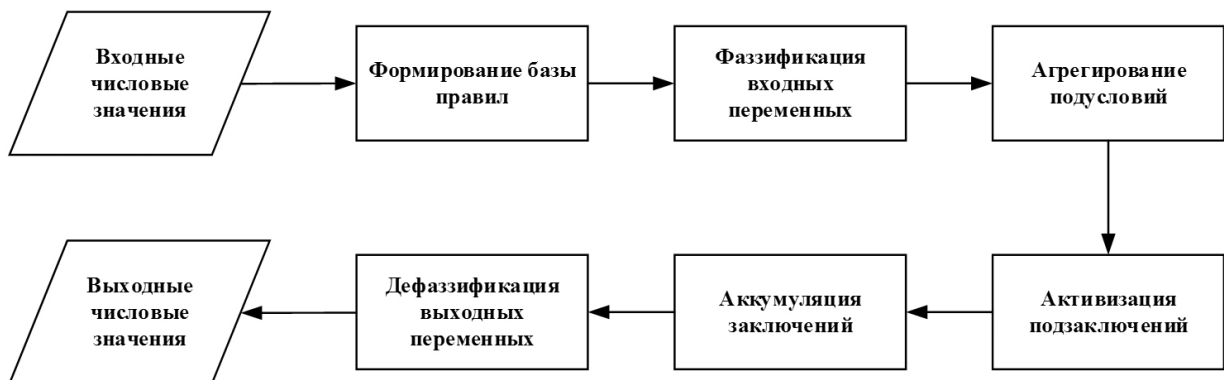 Входные
числовые
значения
Формирование базы
правил
Фаззификация
входных
переменных
Агрегирование
подусловий
Активизация
подзаключений
Аккумуляция
заключений
Дефаззификация
выходных
переменных
Выходные
числовые
значения